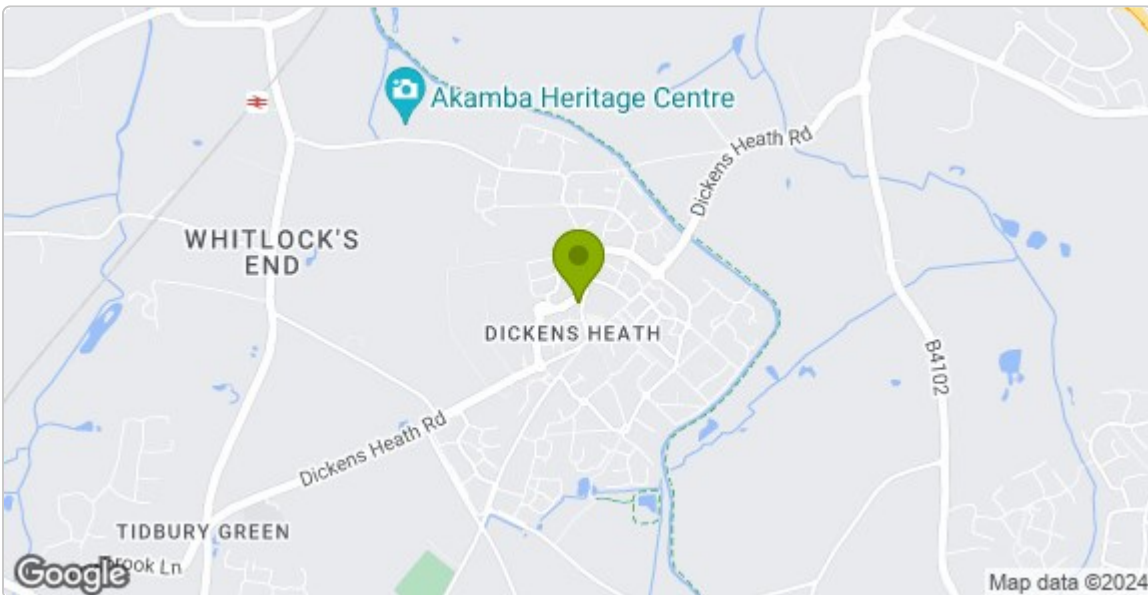 Akamba Heritage Centre
Dickens Heath Rd
WHITLOCK'S
END
DICKENS HEATH
B4102
Dickens Heath Rd
TIDBURY GREEN
Ln
Google
Map data ©2024